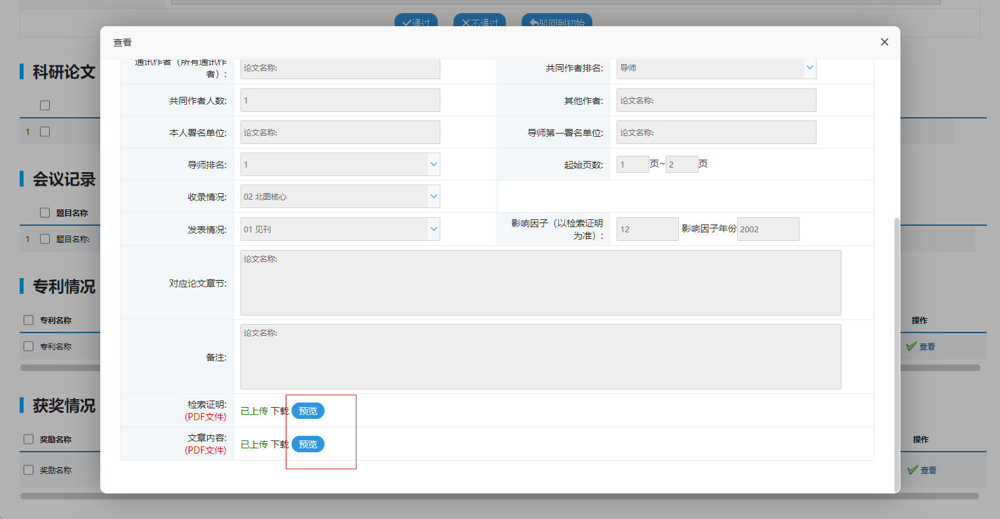 通过 不通过 驳回到初始
查看
科研论文
1
会议记录
题目名称
1 题目名称:
专利情况
专利名称 操作
专利名称 查看
获奖情况
奖励名称 操作
奖励名称 查看
通讯作者（所有通讯作
者）: 论文名称: 共同作者排名: 导师
共同作者人数: 1 其他作者: 论文名称:
本人署名单位: 论文名称: 导师第一署名单位: 论文名称:
导师排名: 1 起始页数: 1 页~ 2 页
收录情况: 02 北图核心
发表情况: 01 见刊 影响因子（以检索证明
为准）: 12 影响因子年份 2002
对应论文章节: 论文名称:
备注: 论文名称:
检索证明:
(PDF文件) 已上传 下载 预览
文章内容:
(PDF文件) 已上传 下载 预览